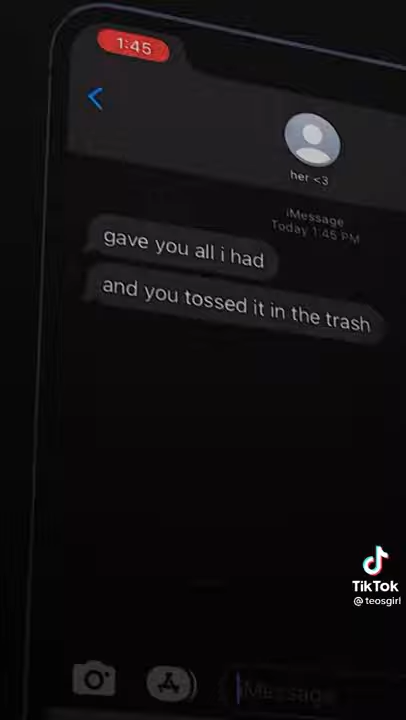 1:45
her <3
iMessage
Today 1:45 PM
gave you all i had
and you tossed it in the trash
TikTok
@teosgirl
iMessage